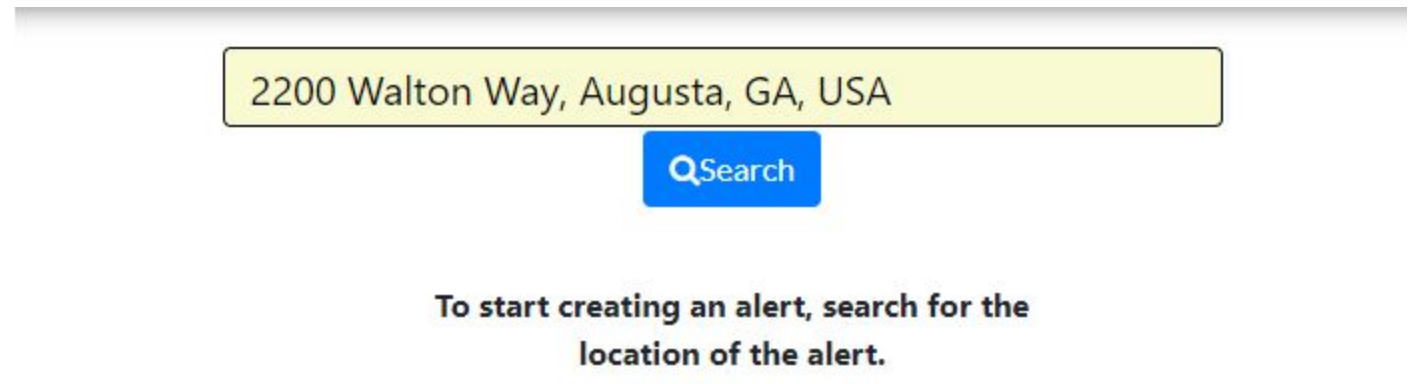 2200 Walton Way, Augusta, GA, USA
Search
To start creating an alert, search for the
location of the alert.